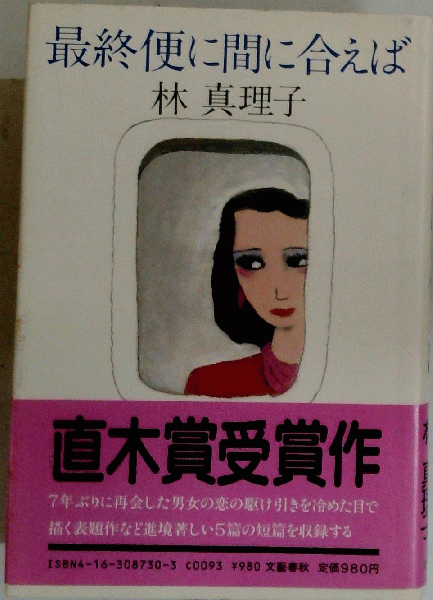 最終便に間に合えば
林 真理子
直木賞受賞作
7年ぶりに再会した男女の恋の駆け引きを冷めた目で
描く表題作など進境著しい5篇の短篇を収録する
ISBN4-16-308730-3 C0093 ¥980 文藝春秋 定価980円